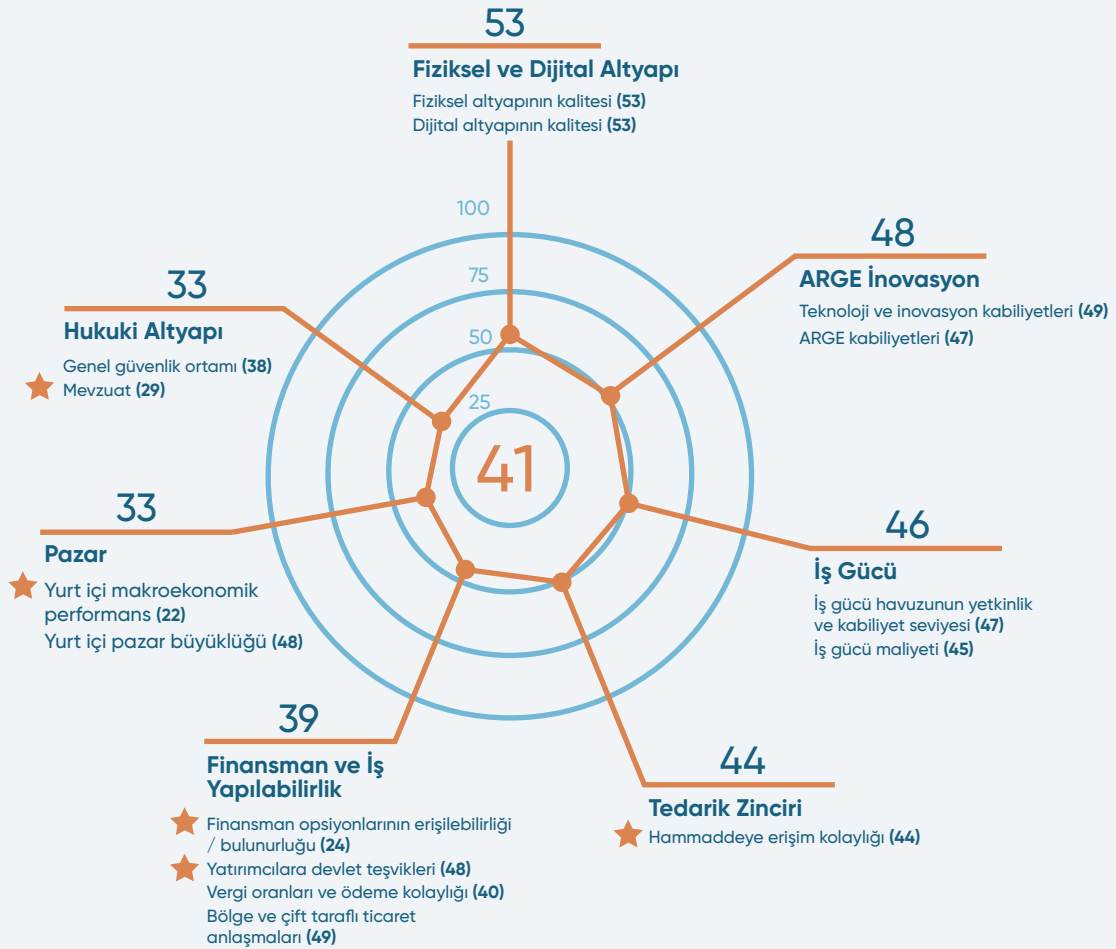 53
Fiziksel ve Dijital Altyapı
Fiziksel altyapının kalitesi (53)
Dijital altyapının kalitesi (53)
100
75
50
25
41
48
ARGE İnovasyon
Teknoloji ve inovasyon kabiliyetleri (49)
ARGE kabiliyetleri (47)
46
İş Gücü
İş gücü havuzunun yetkinlik
ve kabiliyet seviyesi (47)
İş gücü maliyeti (45)
44
Tedarik Zinciri
Hammaddeye erişim kolaylığı (44)
39
Finansman ve İş
Yapılabilirlik
Finansman opsiyonlarının erişilebilirliği
/ bulunurluğu (24)
Yatırımcılara devlet teşvikleri (48)
Vergi oranları ve ödeme kolaylığı (40)
Bölge ve çift taraflı ticaret
anlaşmaları (49)
33
Pazar
Yurt içi makroekonomik
performans (22)
Yurt içi pazar büyüklüğü (48)
33
Hukuki Altyapı
Genel güvenlik ortamı (38)
Mevzuat (29)